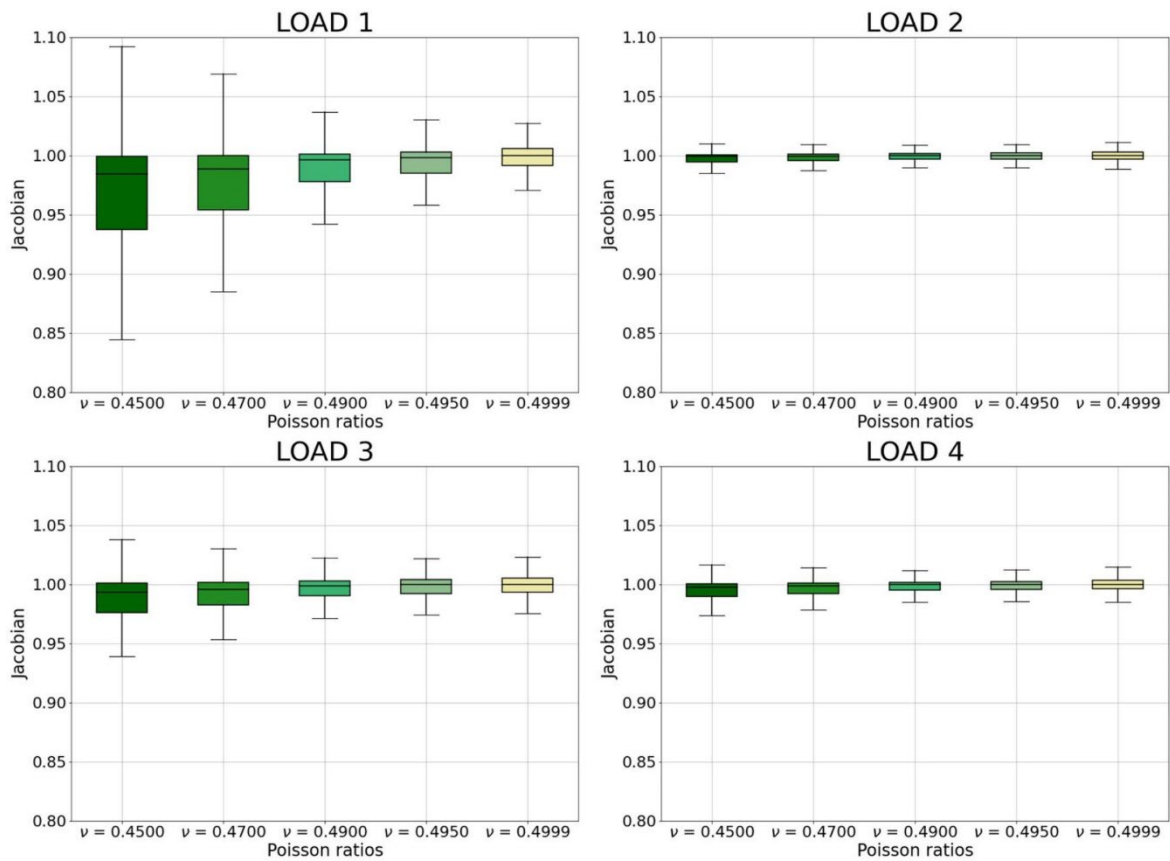 LOAD 1
1.10
1.05
1.00
0.95
0.90
0.85
0.80
Jacobian
ν = 0.4500 ν = 0.4700 ν = 0.4900 ν = 0.4950 ν = 0.4999
Poisson ratios
LOAD 2
1.10
1.05
1.00
0.95
0.90
0.85
0.80
Jacobian
ν = 0.4500 ν = 0.4700 ν = 0.4900 ν = 0.4950 ν = 0.4999
Poisson ratios
LOAD 3
1.10
1.05
1.00
0.95
0.90
0.85
0.80
Jacobian
ν = 0.4500 ν = 0.4700 ν = 0.4900 ν = 0.4950 ν = 0.4999
Poisson ratios
LOAD 4
1.10
1.05
1.00
0.95
0.90
0.85
0.80
Jacobian
ν = 0.4500 ν = 0.4700 ν = 0.4900 ν = 0.4950 ν = 0.4999
Poisson ratios